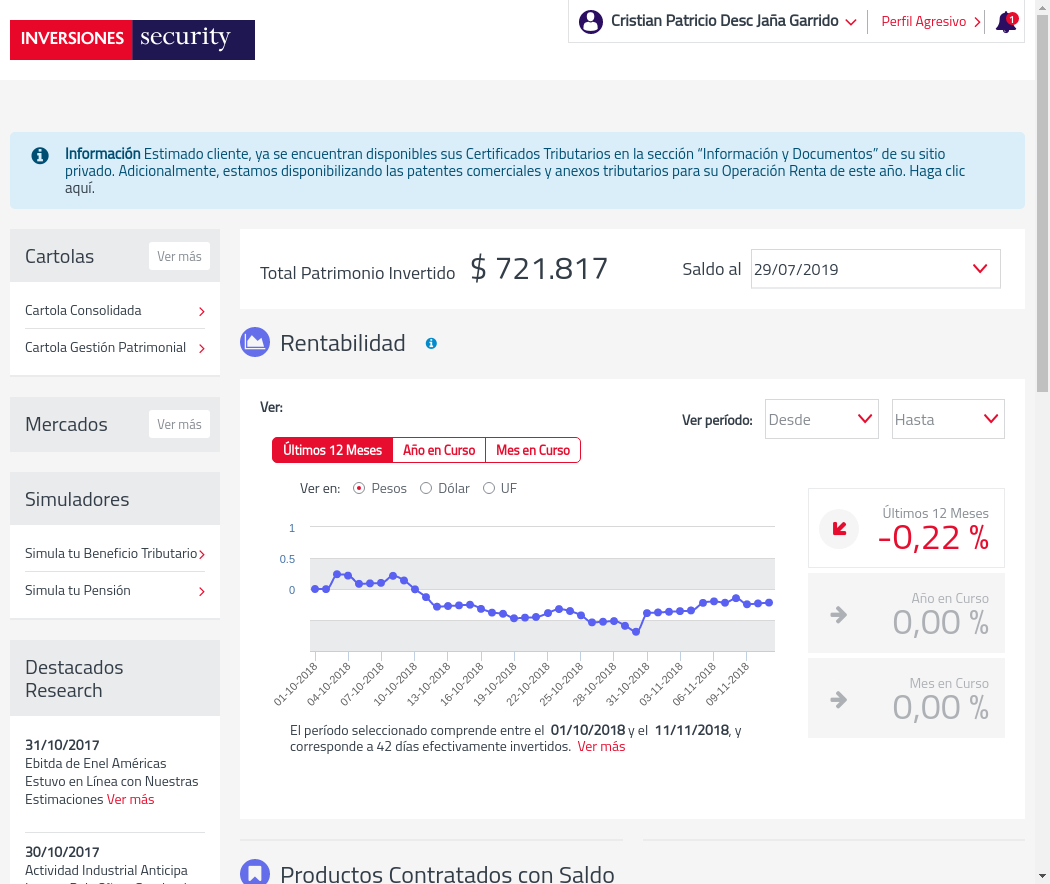 INVERSIONES security
Cristian Patricio Desc Jaña Garrido
Perfil Agresivo
1
Información Estimado cliente, ya se encuentran disponibles sus Certificados Tributarios en la sección “Información y Documentos” de su sitio
privado. Adicionalmente, estamos disponibilizando las patentes comerciales y anexos tributarios para su Operación Renta de este año. Haga clic
aquí.
Cartolas
Ver más
Cartola Consolidada
Cartola Gestión Patrimonial
Mercados
Ver más
Simuladores
Simula tu Beneficio Tributario
Simula tu Pensión
Destacados
Research
31/10/2017
Ebitda de Enel Américas
Estuvo en Línea con Nuestras
Estimaciones Ver más
30/10/2017
Actividad Industrial Anticipa
Total Patrimonio Invertido $ 721.817
Saldo al 29/07/2019
Rentabilidad
Ver:
Ver período: Desde Hasta
Últimos 12 Meses Año en Curso Mes en Curso
Ver en: Pesos Dólar UF
1
0.5
0
01-10-2018
04-10-2018
07-10-2018
10-10-2018
13-10-2018
16-10-2018
19-10-2018
22-10-2018
25-10-2018
28-10-2018
31-10-2018
03-11-2018
06-11-2018
09-11-2018
El período seleccionado comprende entre el 01/10/2018 y el 11/11/2018, y
corresponde a 42 días efectivamente invertidos. Ver más
Últimos 12 Meses
-0,22 %
Año en Curso
0,00 %
Mes en Curso
0,00 %
Productos Contratados con Saldo